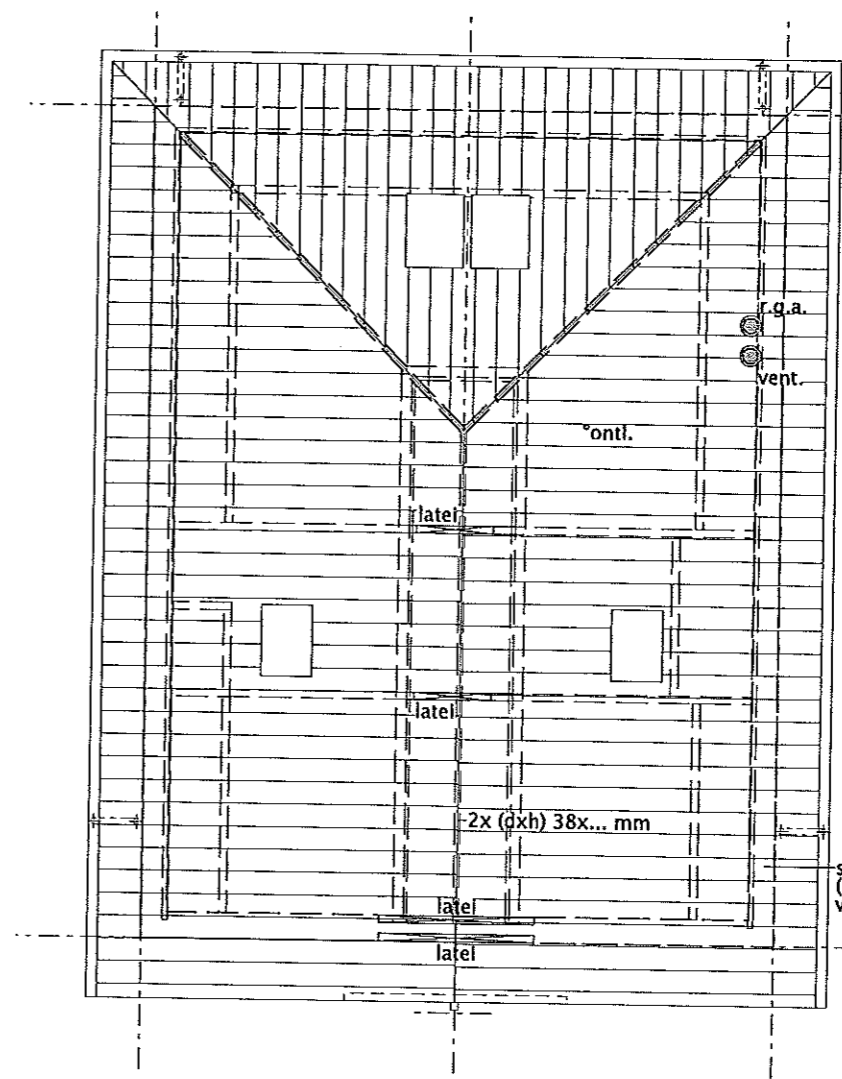 r.g.a.
vent.
°ontl.
latei
latei
2x (dxh) 38x... mm
s
(
v
latei
latei